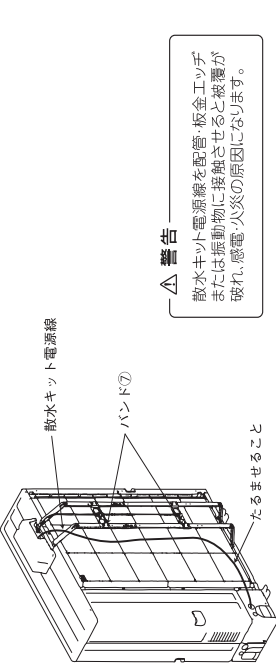 散水キット電源線
バンド⑦
たるませること
⚠ 警告
散水キット電源線を配管・板金エッヂ
または振動物に接触させると被覆が
破れ、感電・火災の原因になります。